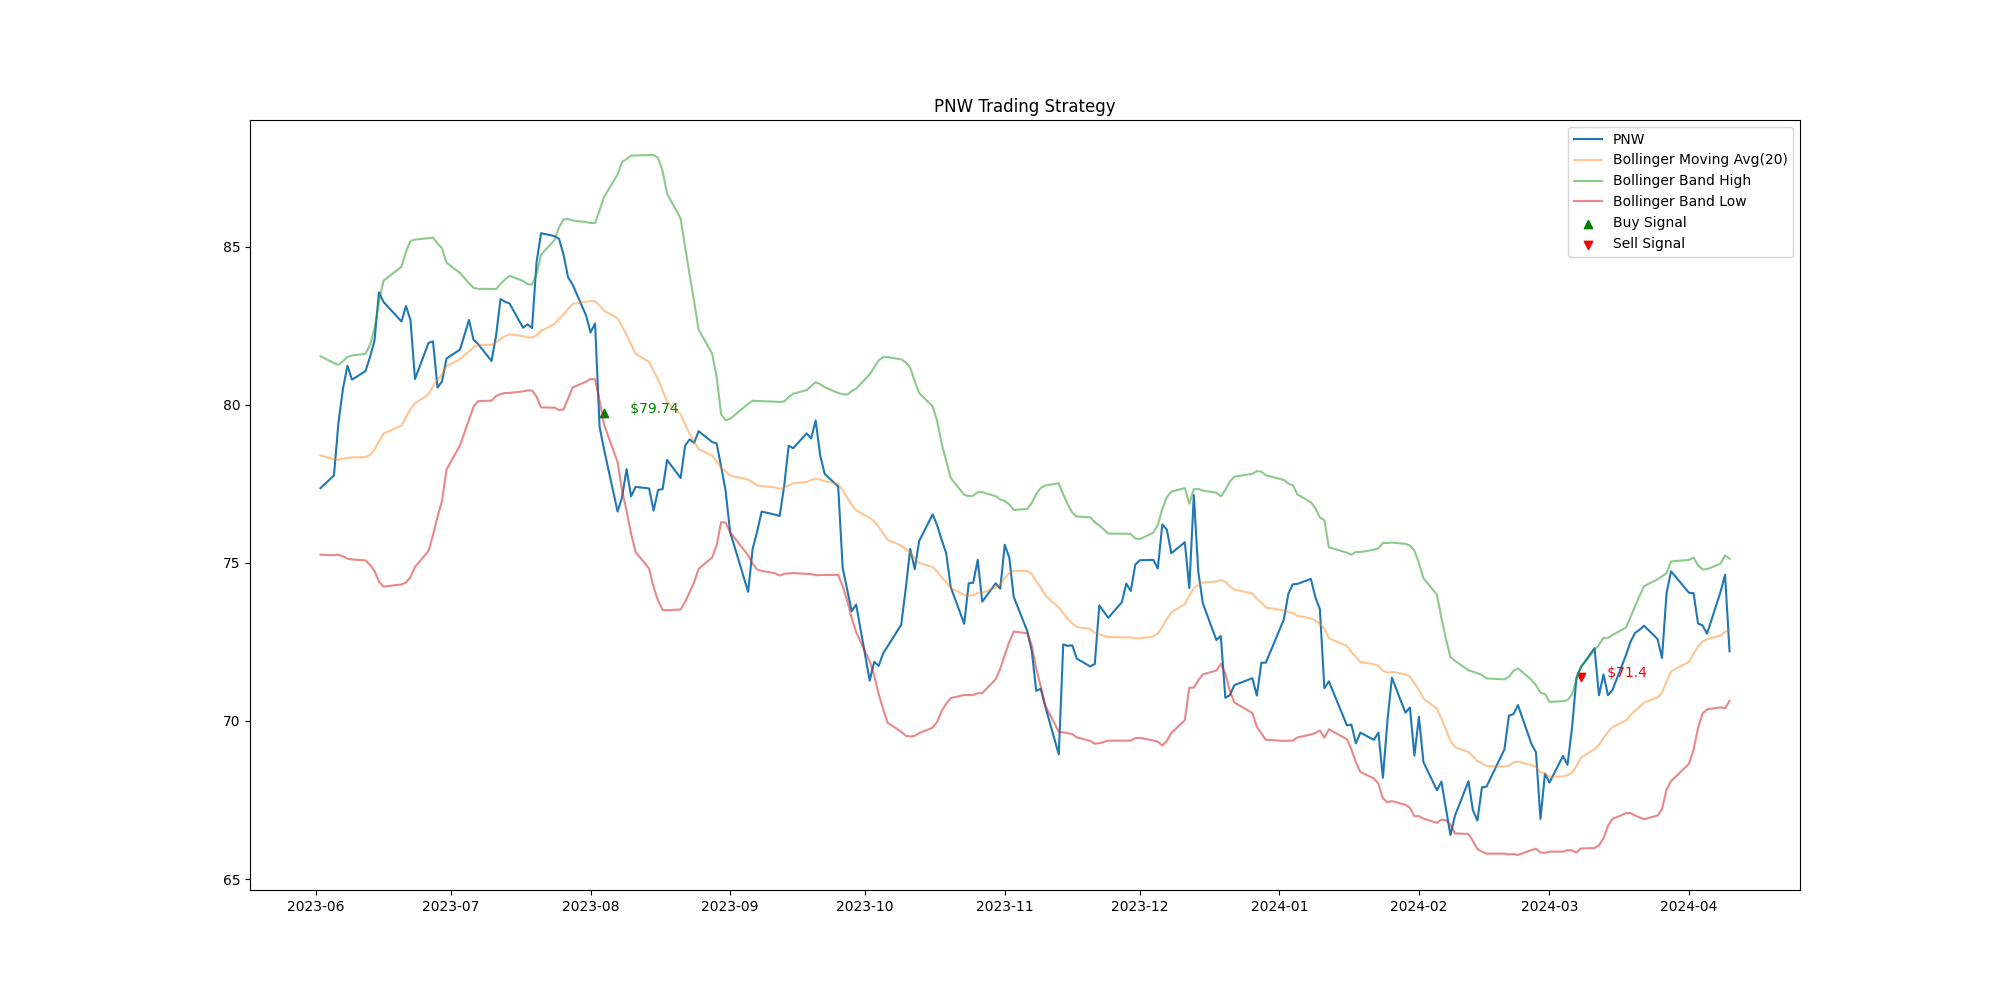 PNW Trading Strategy
PNW
Bollinger Moving Avg(20)
Bollinger Band High
Bollinger Band Low
Buy Signal
Sell Signal
85
80
75
70
65
$79.74
$71.4
2023-06 2023-07 2023-08 2023-09 2023-10 2023-11 2023-12 2024-01 2024-02 2024-03 2024-04